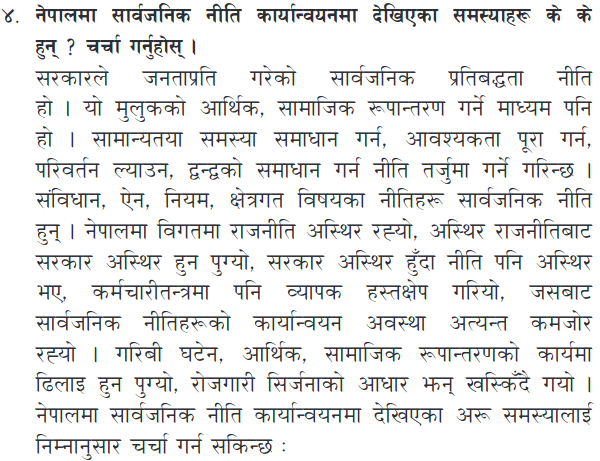 ४. नेपालमा सार्वजनिक नीति कार्यान्वयनमा देखिएका समस्याहरू के के
हुन् ? चर्चा गर्नुहोस् ।
सरकारले जनताप्रति गरेको सार्वजनिक प्रतिबद्धता नीति
हो । यो मुलुकको आर्थिक, सामाजिक रूपान्तरण गर्ने माध्यम पनि
हो । सामान्यतया समस्या समाधान गर्न, आवश्यकता पूरा गर्न,
परिवर्तन ल्याउन, द्वन्द्वको समाधान गर्न नीति तर्जुमा गर्ने गरिन्छ ।
संविधान, ऐन, नियम, क्षेत्रगत विषयका नीतिहरू सार्वजनिक नीति
हुन् । नेपालमा विगतमा राजनीति अस्थिर रह्यो, अस्थिर राजनीतिबाट
सरकार अस्थिर हुन पुग्यो, सरकार अस्थिर हुँदा नीति पनि अस्थिर
भए, कर्मचारीतन्त्रमा पनि व्यापक हस्तक्षेप गरियो, जसबाट
सार्वजनिक नीतिहरूको कार्यान्वयन अवस्था अत्यन्त कमजोर
रह्यो । गरिबी घटेन, आर्थिक, सामाजिक रूपान्तरणको कार्यमा
ढिलाइ हुन पुग्यो, रोजगारी सिर्जनाको आधार झन् खस्किँदै गयो ।
नेपालमा सार्वजनिक नीति कार्यान्वयनमा देखिएका अरू समस्यालाई
निम्नानुसार चर्चा गर्न सकिन्छ :